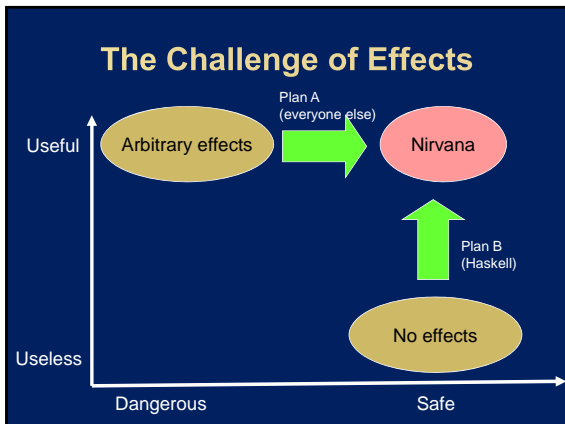 The Challenge of Effects
Plan A
(everyone else)
Useful
Arbitrary effects
Nirvana
Plan B
(Haskell)
No effects
Useless
Dangerous
Safe